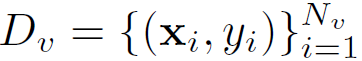 $D_v = \{(\mathbf{x}_i, y_i)\}_{i=1}^{N_v}$